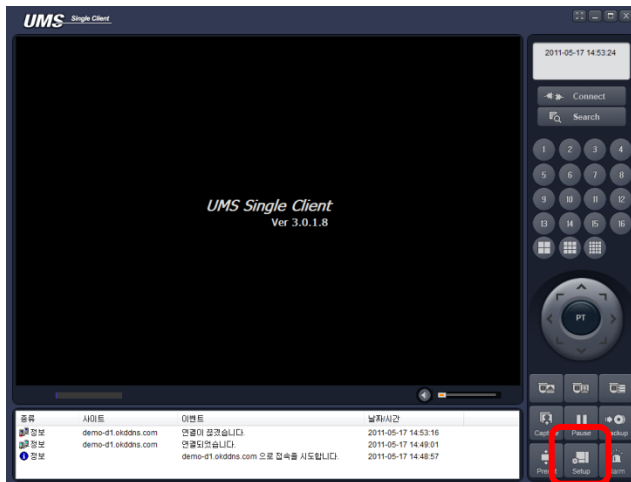 UMS Single Client
2011-05-17 14:53:24
Connect
Search
1 2 3 4
5 6 7 8
9 10 11 12
13 14 15 16
UMS Single Client
Ver 3.0.1.8
PT
종류 사이트 이벤트 날짜/시간
정보 demo-d1.okddns.com 연결이 끊겼습니다. 2011-05-17 14:53:16
정보 demo-d1.okddns.com 연결되었습니다. 2011-05-17 14:49:01
정보 demo-d1.okddns.com 으로 접속을 시도합니다. 2011-05-17 14:48:57
Capture Pause Backup
Preset Setup Alarm